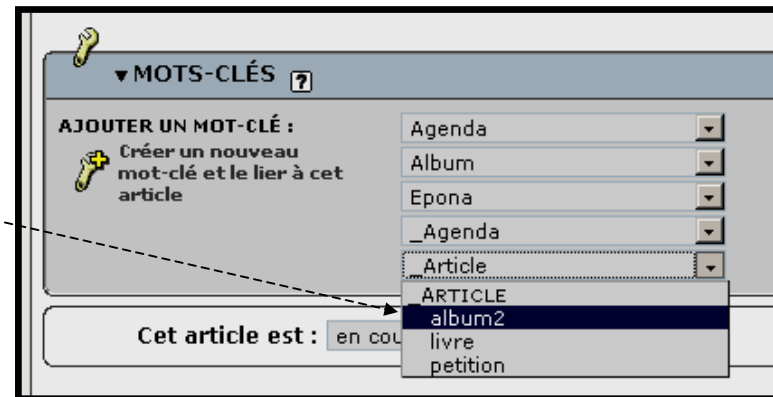 ▼MOTS-CLÉS ?
AJOUTER UN MOT-CLÉ :
Créer un nouveau
mot-clé et le lier à cet
article
Agenda
Album
Epona
_Agenda
_Article
_ARTICLE
album2
livre
petition
Cet article est : en cou